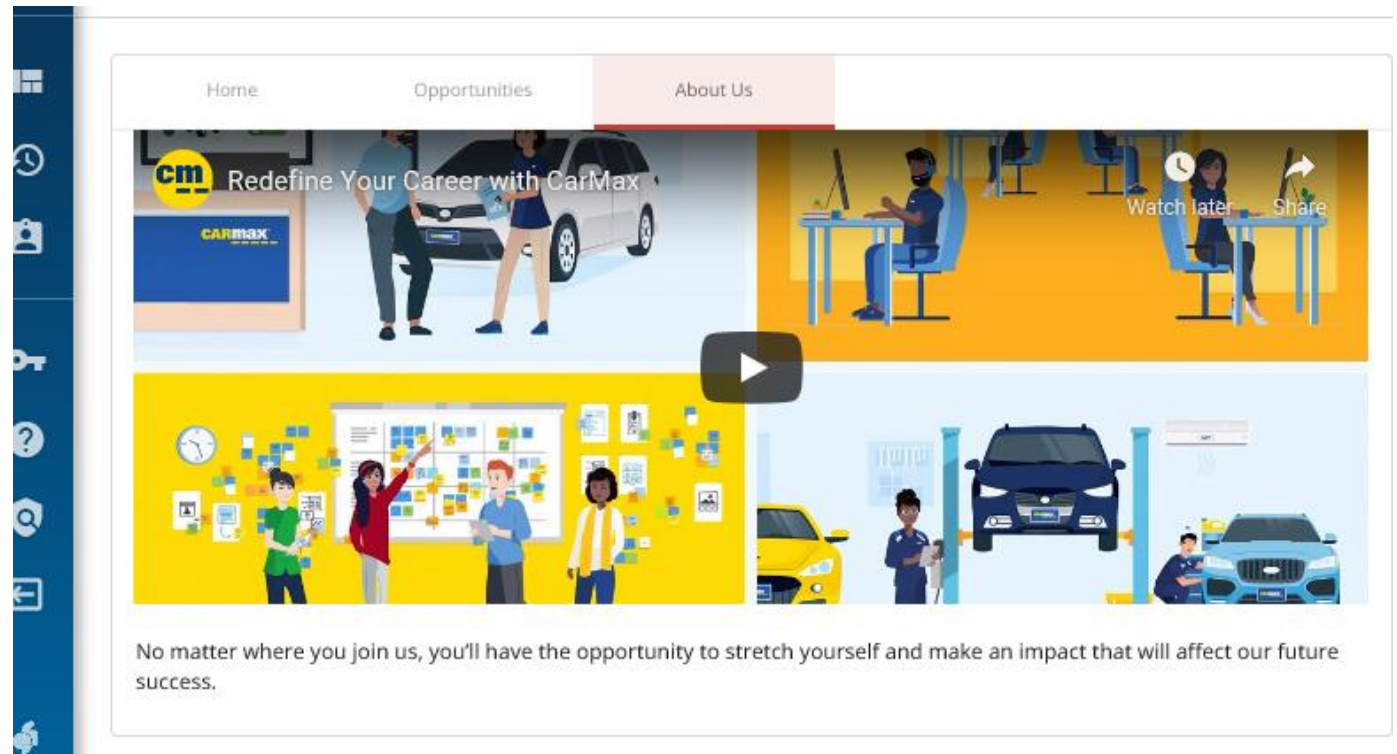 Home Opportunities About Us
cm Redefine Your Career with CarMax
Watch later Share
CARMAX
No matter where you join us, you'll have the opportunity to stretch yourself and make an impact that will affect our future
success.